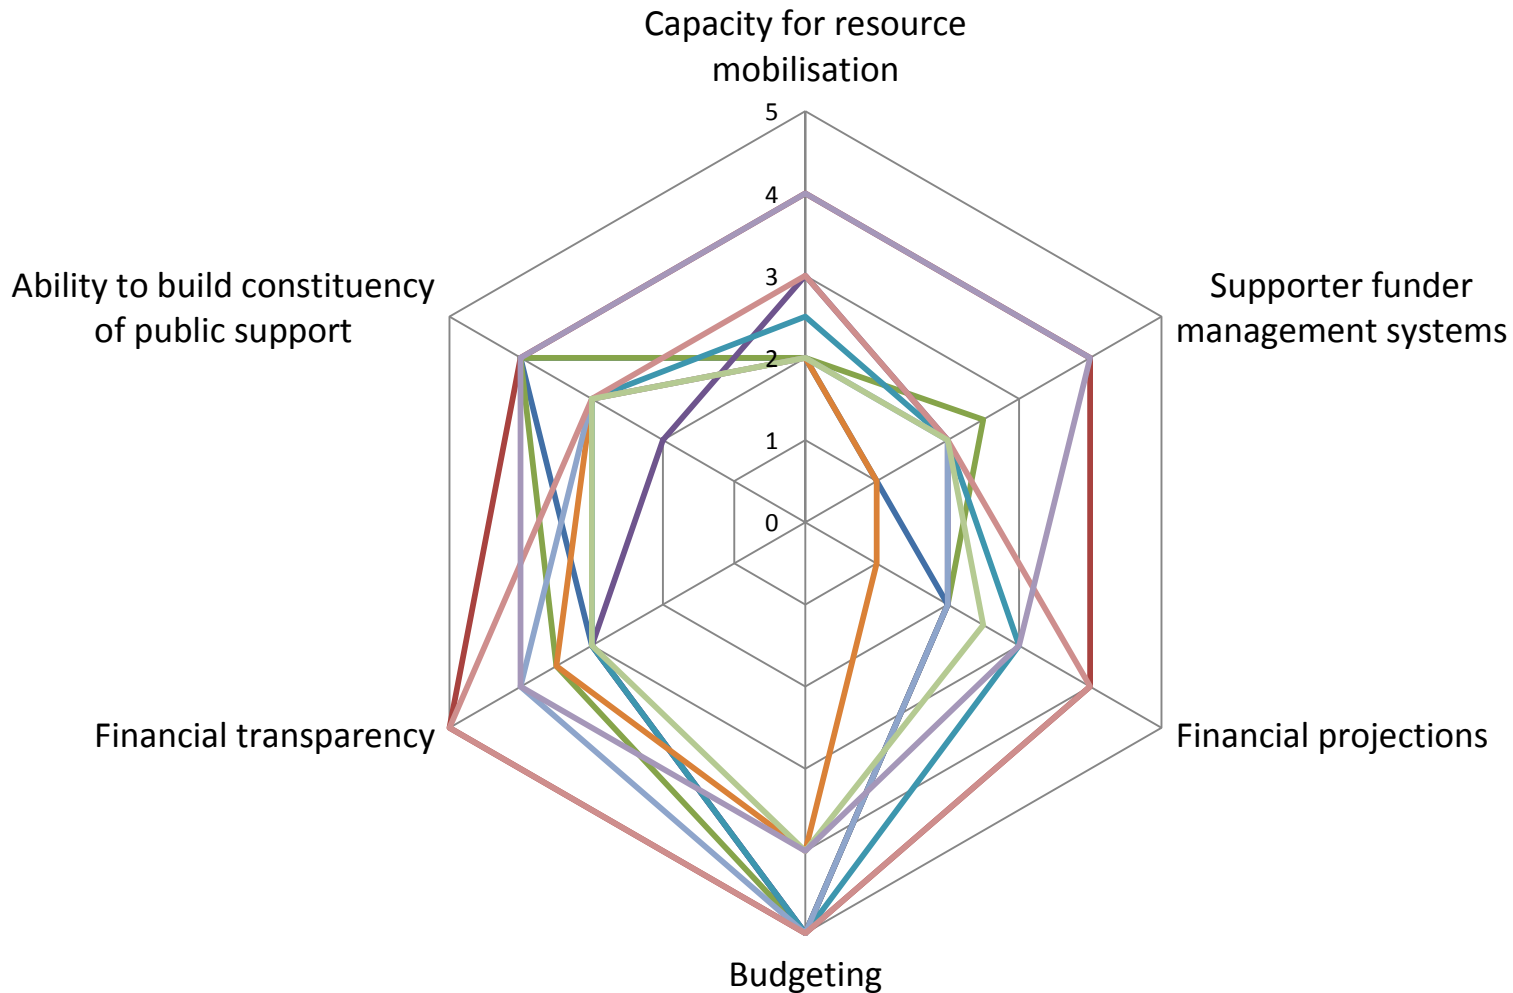 Capacity for resource
mobilisation
5
4
3
2
1
0
Ability to build constituency
of public support
Supporter funder
management systems
Financial transparency
Financial projections
Budgeting